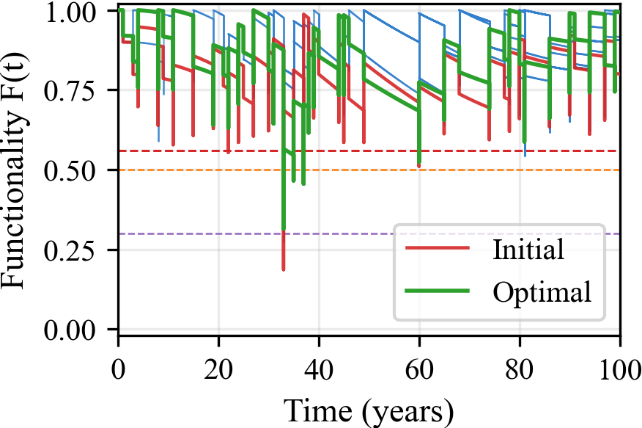 Functionality F(t)
1.00
0.75
0.50
0.25
0.00
Initial
Optimal
0 20 40 60 80 100
Time (years)